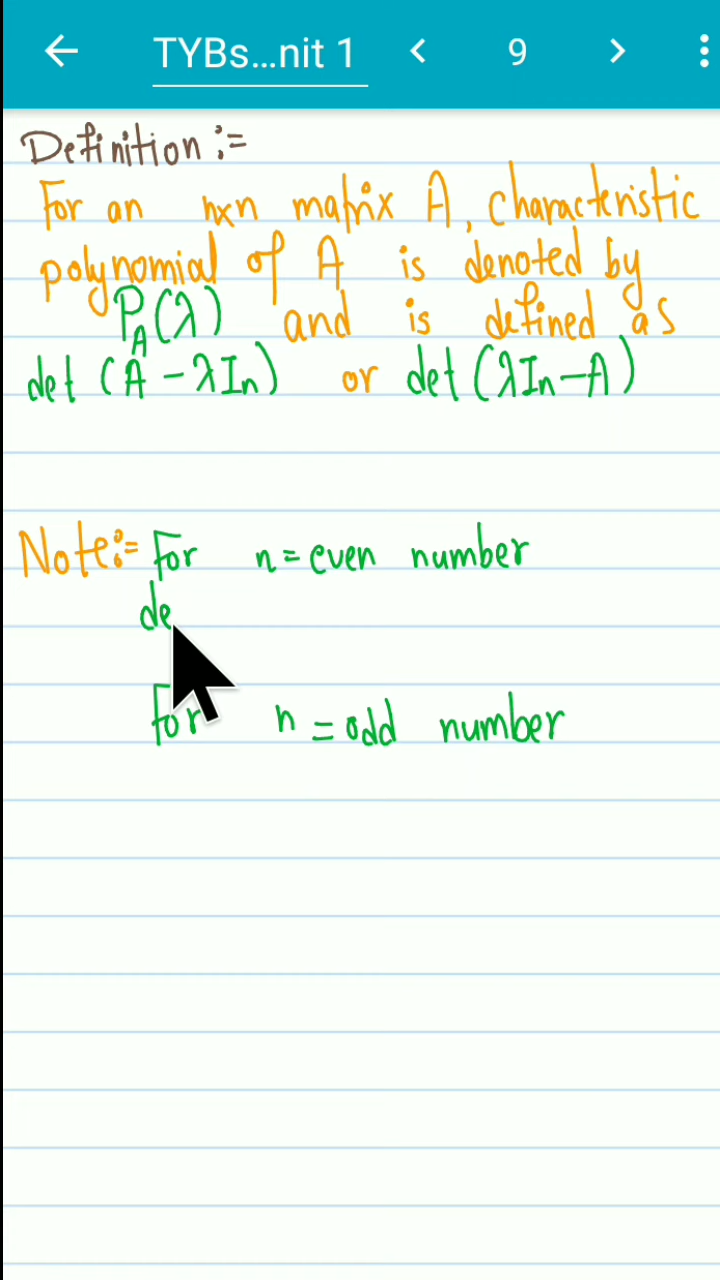 TYBs...nit 1 9
Definition :=
For an nxn matrix A, characteristic
polynomial of A is denoted by
P_A(λ) and is defined as
det (A - λIn) or det (λIn - A)
Note:= For n = even number
de
For n = odd number